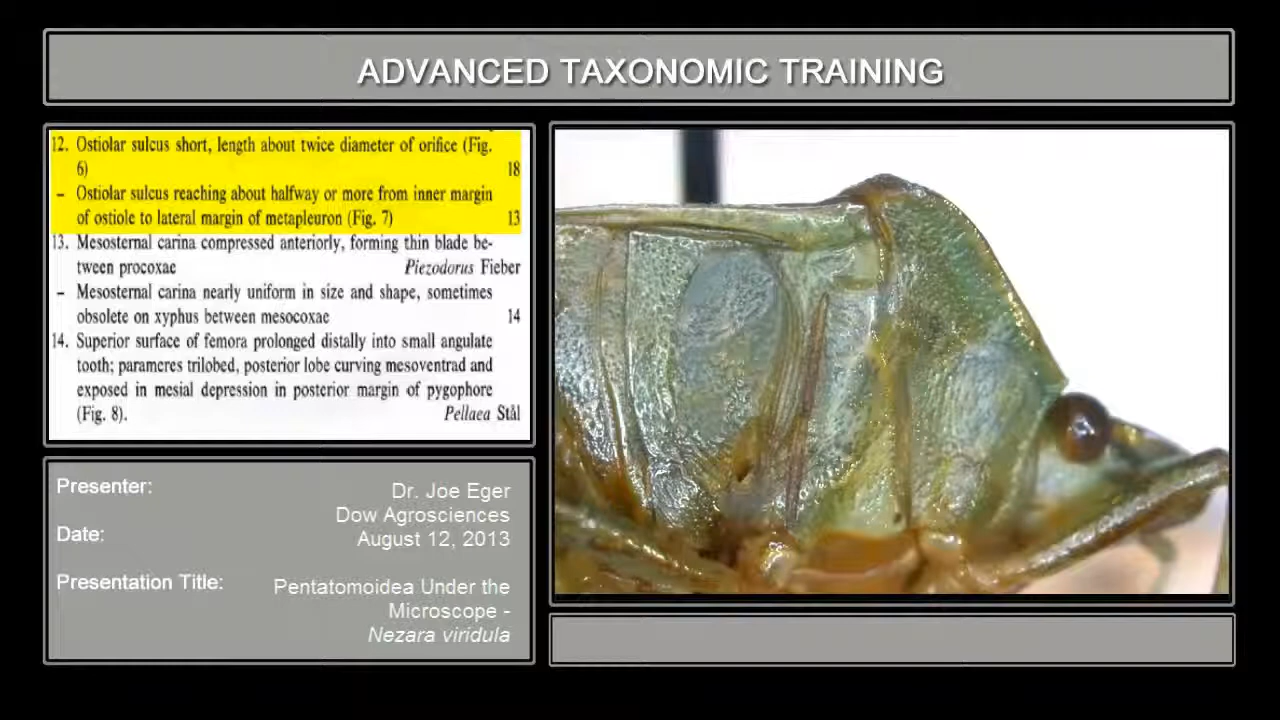 ADVANCED TAXONOMIC TRAINING
12. Ostiolar sulcus short, length about twice diameter of orifice (Fig.
6) 18
– Ostiolar sulcus reaching about halfway or more from inner margin
of ostiole to lateral margin of metapleuron (Fig. 7) 13
13. Mesosternal carina compressed anteriorly, forming thin blade be-
tween procoxae Piezodorus Fieber
– Mesosternal carina nearly uniform in size and shape, sometimes
obsolete on xyphus between mesocoxae 14
14. Superior surface of femora prolonged distally into small angulate
tooth; parameres trilobed, posterior lobe curving mesoventrad and
exposed in mesial depression in posterior margin of pygophore
(Fig. 8). Pellaea Stål
Presenter: Dr. Joe Eger
Dow Agrosciences
Date: August 12, 2013
Presentation Title: Pentatomoidea Under the
Microscope -
Nezara viridula